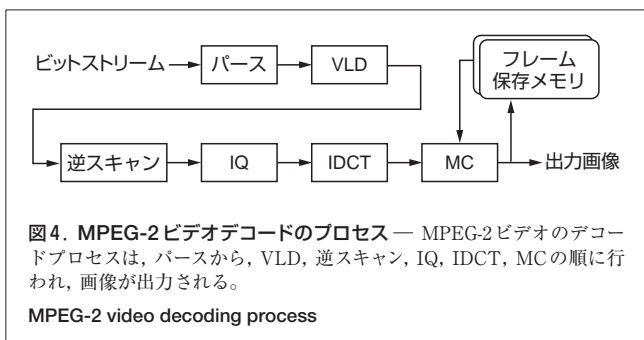 ビットストリーム
パース
VLD
フレーム
保存メモリ
逆スキャン
IQ
IDCT
MC
出力画像
図4. MPEG-2ビデオデコードのプロセス — MPEG-2ビデオのデコー
ドプロセスは，パースから，VLD，逆スキャン，IQ，IDCT，MCの順に行
われ，画像が出力される。
MPEG-2 video decoding process